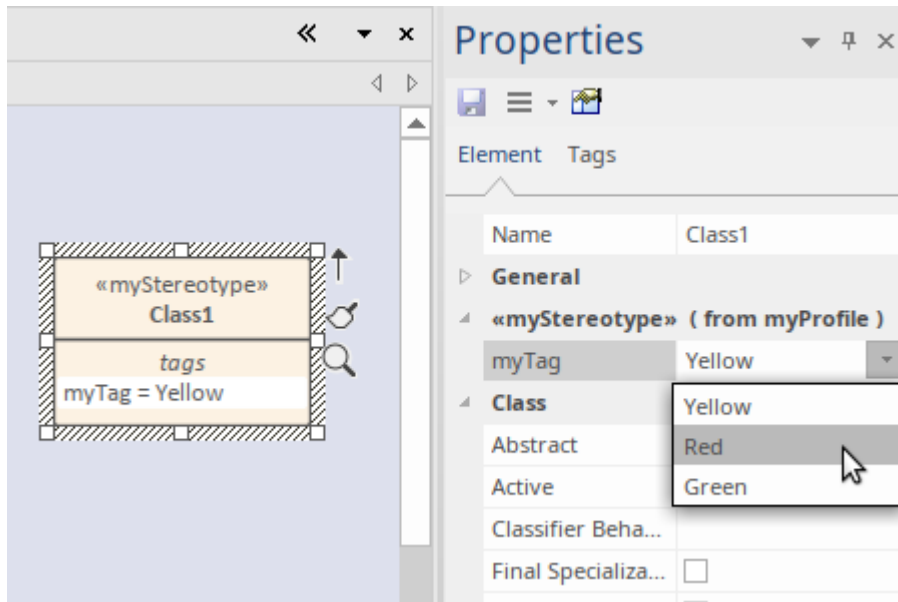 Properties
Element Tags
Name Class1
General
«myStereotype» ( from myProfile )
myTag Yellow
Class
Abstract
Active
Classifier Beha...
Final Specializa...
Yellow
Red
Green
«myStereotype»
Class1
tags
myTag = Yellow